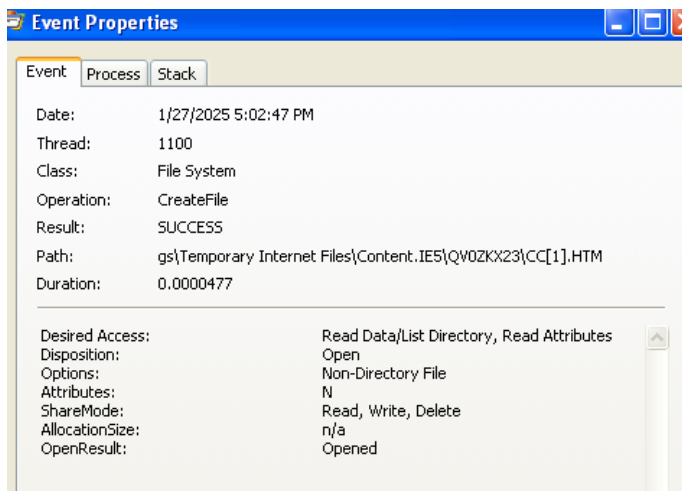 Event Properties
Event Process Stack
Date: 1/27/2025 5:02:47 PM
Thread: 1100
Class: File System
Operation: CreateFile
Result: SUCCESS
Path: gs\Temporary Internet Files\Content.IE5\QV0ZKX23\CC[1].HTM
Duration: 0.0000477
Desired Access: Read Data/List Directory, Read Attributes
Disposition: Open
Options: Non-Directory File
Attributes: N
ShareMode: Read, Write, Delete
AllocationSize: n/a
OpenResult: Opened